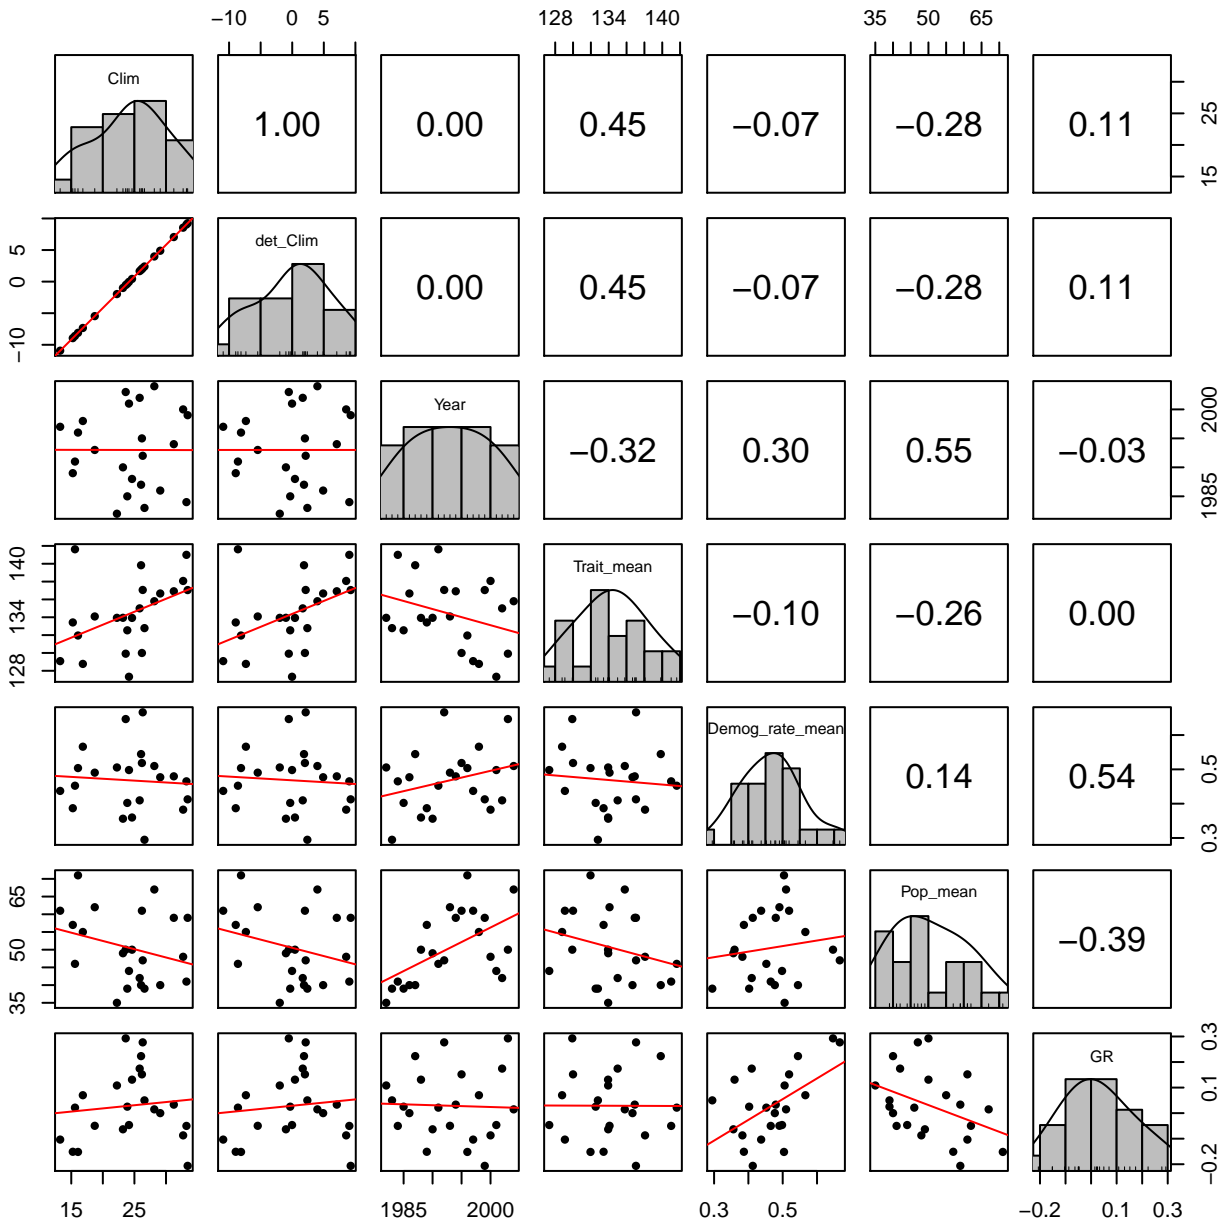 −10 0 5 128 134 140 35 50 65
Clim 1.00 0.00 0.45 −0.07 −0.28 0.11 15 25
−10 0 5 det_Clim 0.00 0.45 −0.07 −0.28 0.11
Year −0.32 0.30 0.55 −0.03 1985 2000
128 134 140 Trait_mean −0.10 −0.26 0.00
Demog_rate_mean 0.14 0.54 0.3 0.5
35 50 65 Pop_mean −0.39
GR −0.2 0.1 0.3
15 25 1985 2000 0.3 0.5 −0.2 0.1 0.3